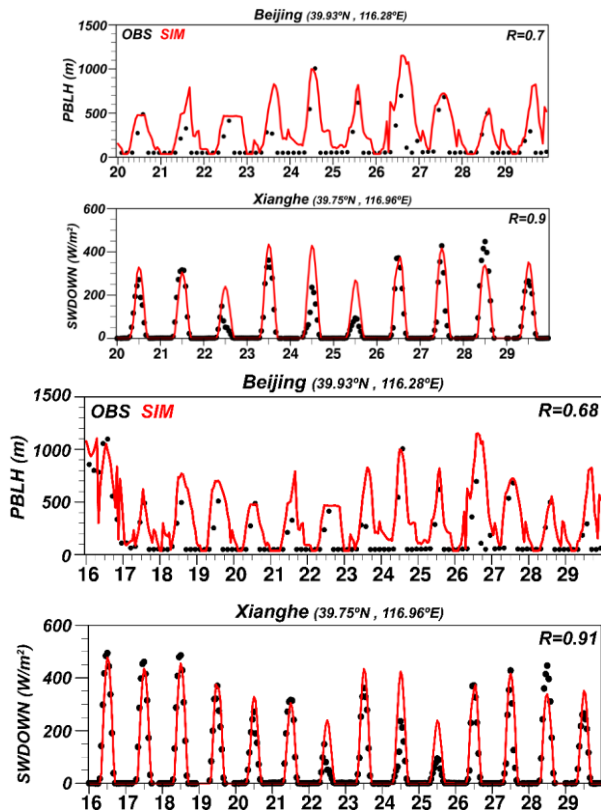 Beijing (39.93ºN , 116.28ºE)
OBS SIM R=0.7
PBLH (m)
1500
1000
500
0
20 21 22 23 24 25 26 27 28 29
Xianghe (39.75ºN , 116.96ºE)
R=0.9
SWDOWN (W/m²)
600
400
200
0
20 21 22 23 24 25 26 27 28 29
Beijing (39.93ºN , 116.28ºE)
OBS SIM R=0.68
PBLH (m)
1500
1000
500
0
16 17 18 19 20 21 22 23 24 25 26 27 28 29
Xianghe (39.75ºN , 116.96ºE)
R=0.91
SWDOWN (W/m²)
600
400
200
0
16 17 18 19 20 21 22 23 24 25 26 27 28 29